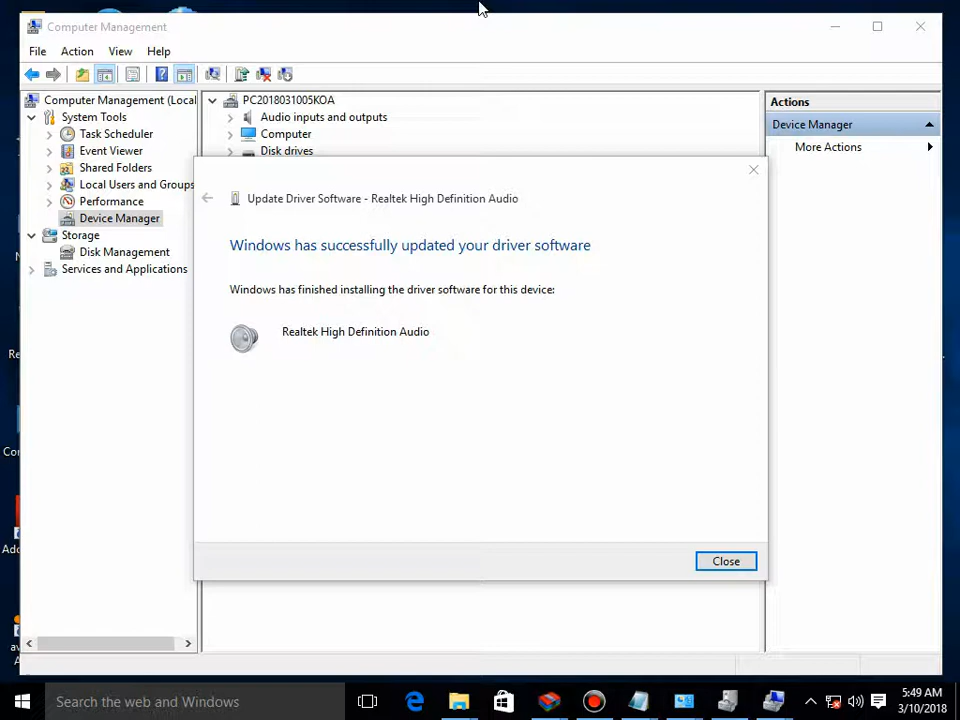 Computer Management
File Action View Help
Computer Management (Local
System Tools
Task Scheduler
Event Viewer
Shared Folders
Local Users and Groups
Performance
Device Manager
Storage
Disk Management
Services and Applications
PC2018031005KOA
Audio inputs and outputs
Computer
Disk drives
Actions
Device Manager
More Actions
Update Driver Software - Realtek High Definition Audio
Windows has successfully updated your driver software
Windows has finished installing the driver software for this device:
Realtek High Definition Audio
Close
Re
Cor
Add
av
A
Search the web and Windows
5:49 AM
3/10/2018